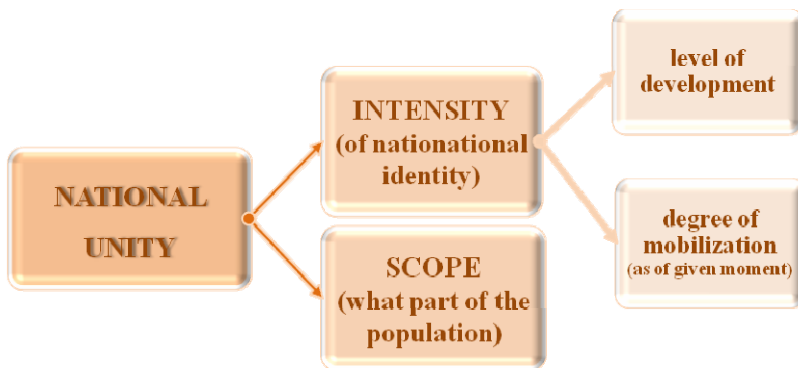 NATIONAL
UNITY
INTENSITY
(of nationational
identity)
SCOPE
(what part of the
population)
level of
development
degree of
mobilization
(as of given moment)